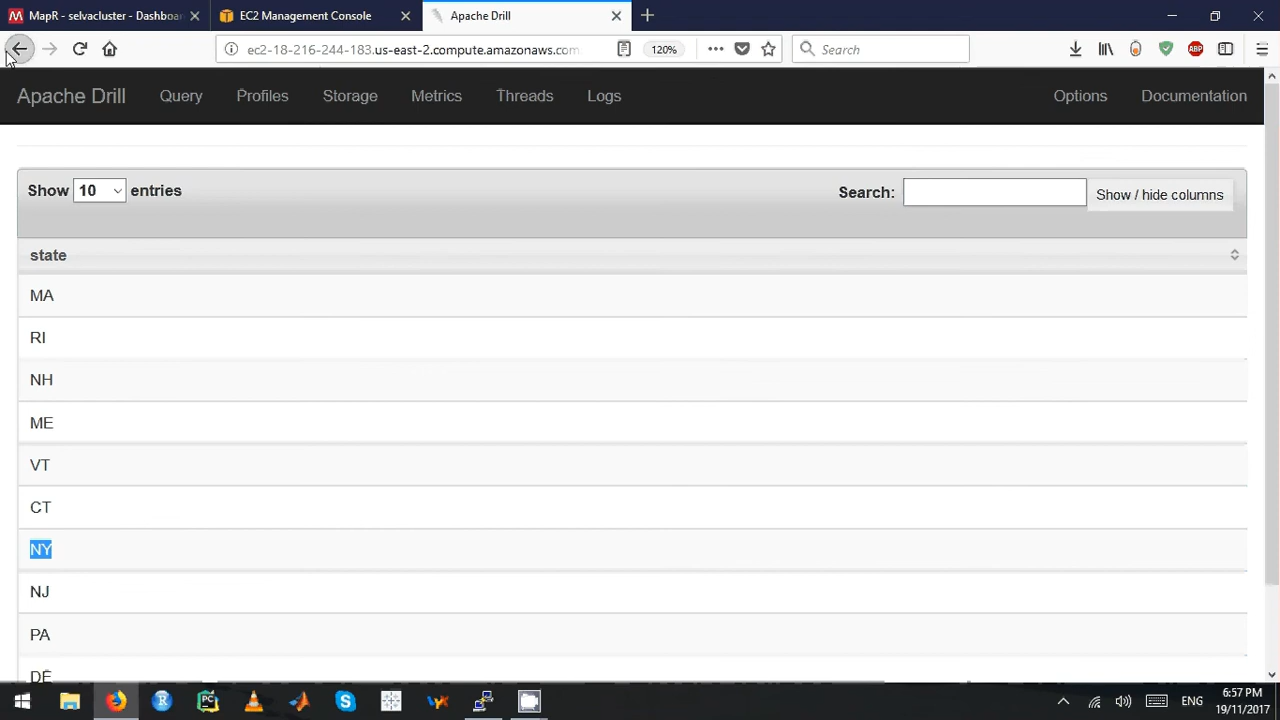 MapR - selvacluster - Dashboa
EC2 Management Console
Apache Drill
ec2-18-216-244-183.us-east-2.compute.amazonaws.com
120%
Search
ABP
Apache Drill Query Profiles Storage Metrics Threads Logs Options Documentation
Show 10 entries Search: Show / hide columns
state
MA
RI
NH
ME
VT
CT
NY
NJ
PA
DE
ENG
6:57 PM
19/11/2017